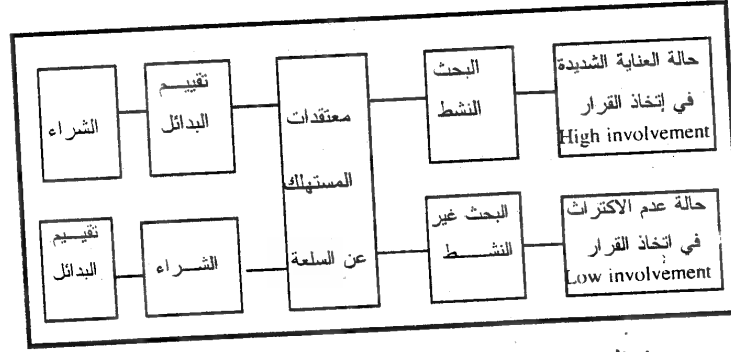 حالة العناية الشديدة
في إتخاذ القرار
High involvement
البحث
النشط
معتقدات
المستهلك
عن السلعة
تقييم
البدائل
الشراء
حالة عدم الاكتراث
في اتخاذ القرار
Low involvement
البحث غير
النشط
الشراء
تقييم
البدائل